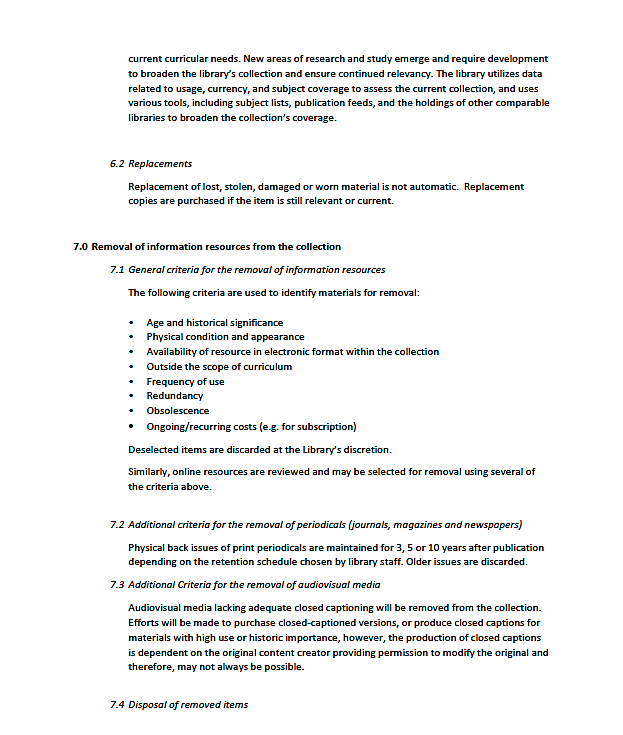 current curricular needs. New areas of research and study emerge and require development
to broaden the library's collection and ensure continued relevancy. The library utilizes data
related to usage, currency, and subject coverage to assess the current collection, and uses
various tools, including subject lists, publication feeds, and the holdings of other comparable
libraries to broaden the collection's coverage.
6.2 Replacements
Replacement of lost, stolen, damaged or worn material is not automatic. Replacement
copies are purchased if the item is still relevant or current.
7.0 Removal of information resources from the collection
7.1 General criteria for the removal of information resources
The following criteria are used to identify materials for removal:
• Age and historical significance
• Physical condition and appearance
• Availability of resource in electronic format within the collection
• Outside the scope of curriculum
• Frequency of use
• Redundancy
• Obsolescence
• Ongoing/recurring costs (e.g. for subscription)
Deselected items are discarded at the Library's discretion.
Similarly, online resources are reviewed and may be selected for removal using several of
the criteria above.
7.2 Additional criteria for the removal of periodicals (journals, magazines and newspapers)
Physical back issues of print periodicals are maintained for 3, 5 or 10 years after publication
depending on the retention schedule chosen by library staff. Older issues are discarded.
7.3 Additional Criteria for the removal of audiovisual media
Audiovisual media lacking adequate closed captioning will be removed from the collection.
Efforts will be made to purchase closed-captioned versions, or produce closed captions for
materials with high use or historic importance, however, the production of closed captions
is dependent on the original content creator providing permission to modify the original and
therefore, may not always be possible.
7.4 Disposal of removed items